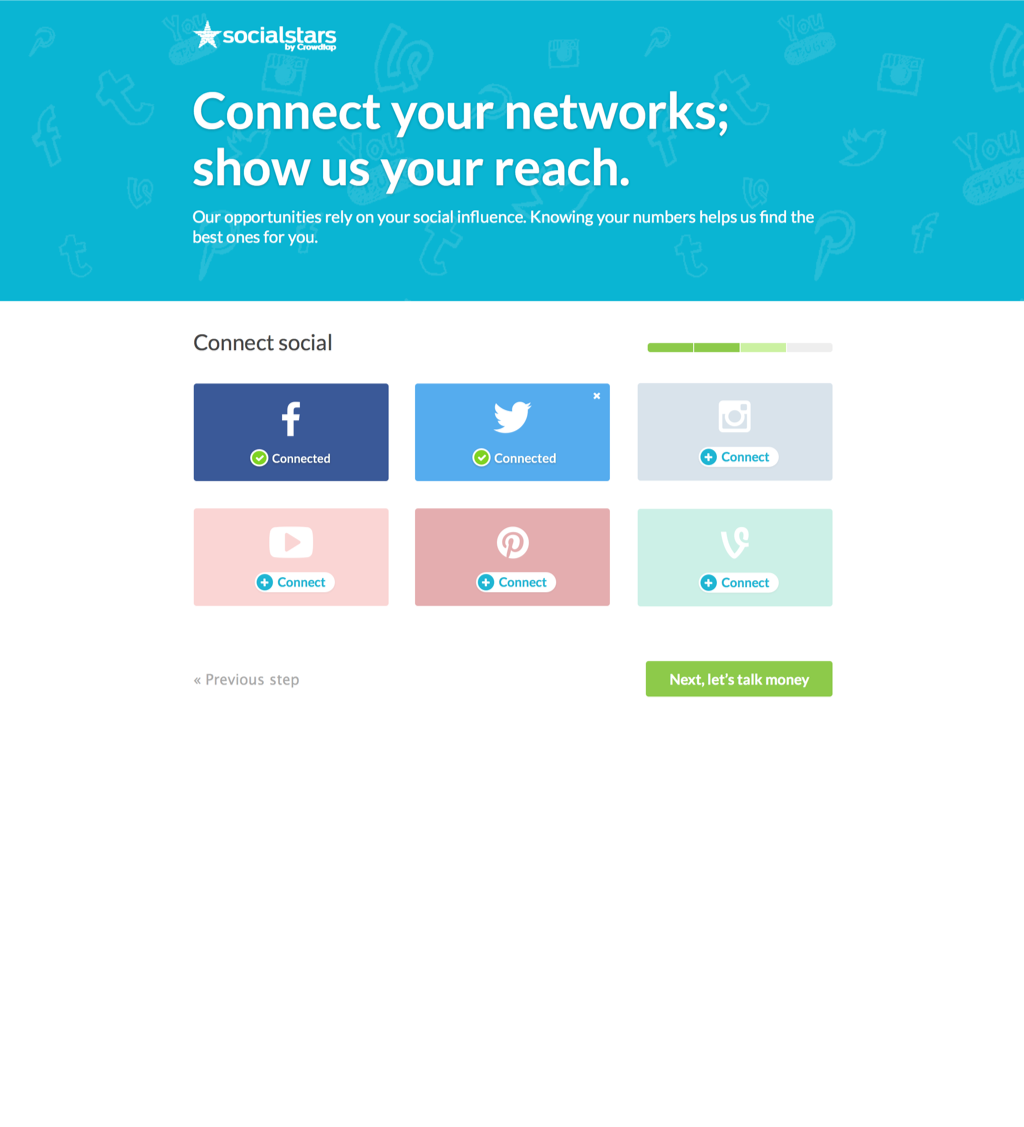 socialstars
by Crowdtap
Connect your networks;
show us your reach.
Our opportunities rely on your social influence. Knowing your numbers helps us find the
best ones for you.
Connect social
Connected
Connected
Connect
Connect
Connect
Connect
« Previous step
Next, let's talk money